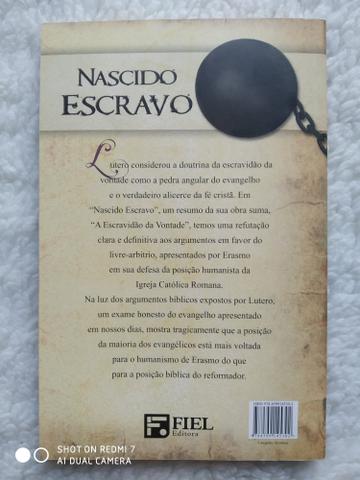 NASCIDO
ESCRAVO
Lutero considerou a doutrina da escravidão da
vontade como a pedra angular do evangelho
e o verdadeiro alicerce da fé cristã. Em
“Nascido Escravo”, um resumo da sua obra suma,
“A Escravidão da Vontade”, temos uma refutação
clara e definitiva aos argumentos em favor do
livre-arbítrio, apresentados por Erasmo
em sua defesa da posição humanista da
Igreja Católica Romana.
Na luz dos argumentos bíblicos expostos por Lutero,
um exame honesto do evangelho apresentado
em nossos dias, mostra tragicamente que a posição
da maioria dos evangélicos está mais voltada
para o humanismo de Erasmo do que
para a posição bíblica do reformador.
FIEL
Editora
SHOT ON REDMI 7
AI DUAL CAMERA